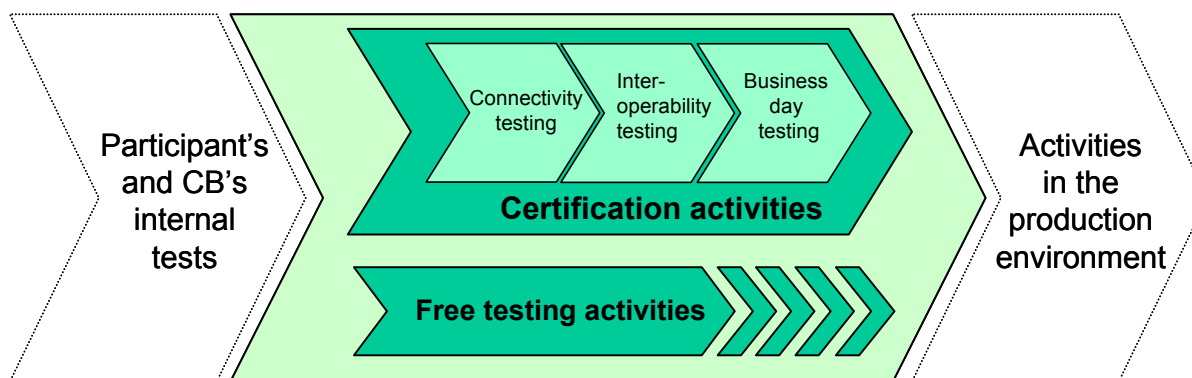 Participant’s
and CB’s
internal
tests
Connectivity
testing
Inter-
operability
testing
Business
day
testing
Certification activities
Free testing activities
Activities
in the
production
environment